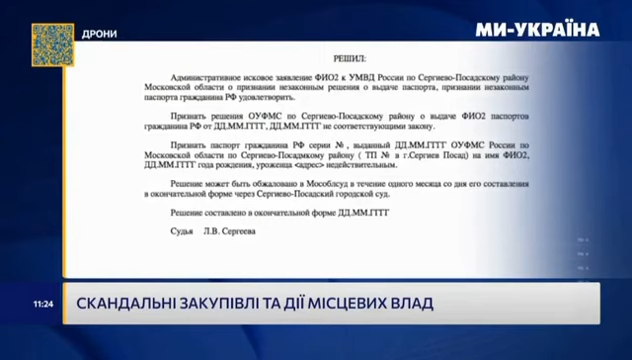 ДРОНИ
МИ-УКРАЇНА
РЕШИЛ:
Административное исковое заявление ФИО2 к УМВД России по Сергиево-Посадскому району
Московской области о признании незаконным решения о выдаче паспорта, признании незаконным
паспорта гражданина РФ удовлетворить.
Признать решения ОУФМС по Сергиево-Посадскому району о выдаче ФИО2 паспортов
гражданина РФ от ДД.ММ.ГГГГ, ДД.ММ.ГГГГ не соответствующими закону.
Признать паспорт гражданина РФ серии №, выданный ДД.ММ.ГГГГ ОУФМС России по
Московской области по Сергиево-Посадмкому району ( ТП № в г.Сергиев Посад) на имя ФИО2,
ДД.ММ.ГГГГ года рождения, уроженца <адрес> недействительным.
Решение может быть обжаловано в Мособлсуд в течение одного месяца со дня его составления
в окончательной форме через Сергиево-Посадский городской суд.
Решение составлено в окончательной форме ДД.ММ.ГГГГ
Судья Л.В. Сергеева
11:24
СКАНДАЛЬНІ ЗАКУПІВЛІ ТА ДІЇ МІСЦЕВИХ ВЛАД